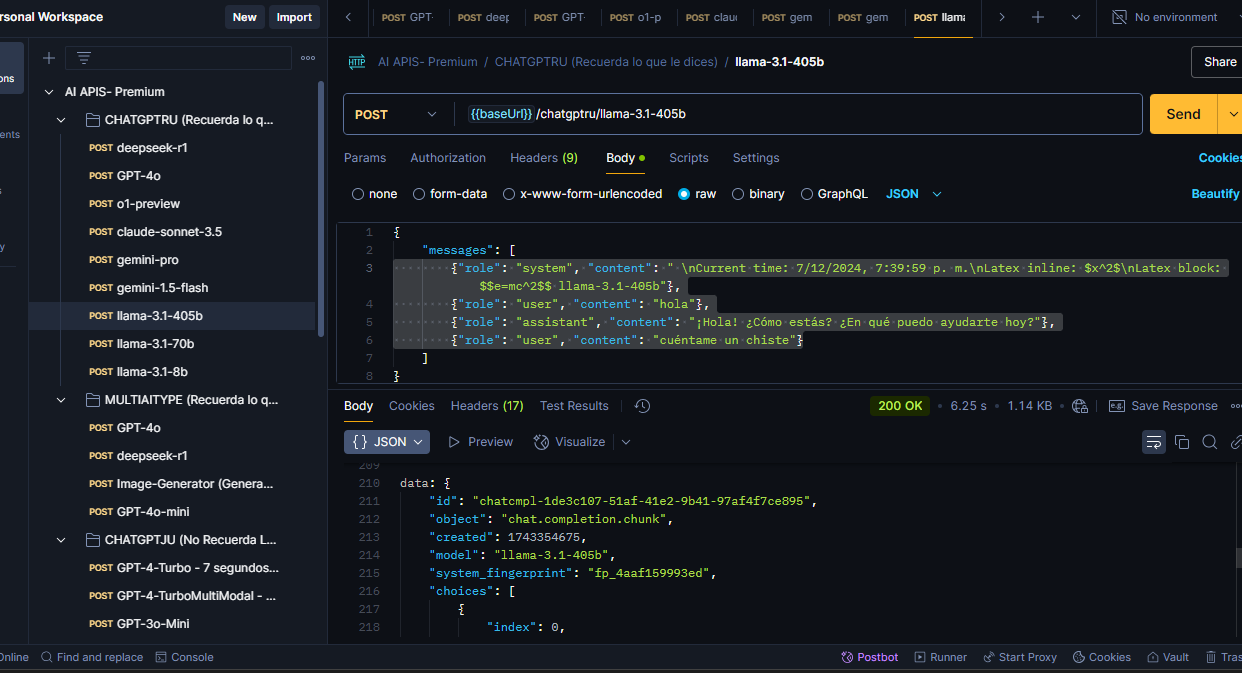 rsonal Workspace
New
Import
POST GPT-
POST deep
POST GPT-
POST o1-p
POST clauc
POST gem
POST gem
POST llama
No environment
AI APIS- Premium / CHATGPTRU (Recuerda lo que le dices) / llama-3.1-405b
Share
POST
{{baseUrl}}/chatgptru/llama-3.1-405b
Send
Params
Authorization
Headers (9)
Body
Scripts
Settings
Cookies
none
form-data
x-www-form-urlencoded
raw
binary
GraphQL
JSON
Beautify
ons
ents
s
y
AI APIS- Premium
CHATGPTRU (Recuerda lo q...
POST deepseek-r1
POST GPT-4o
POST o1-preview
POST claude-sonnet-3.5
POST gemini-pro
POST gemini-1.5-flash
POST llama-3.1-405b
POST llama-3.1-70b
POST llama-3.1-8b
MULTIAITYPE (Recuerda lo q...
POST GPT-4o
POST deepseek-r1
POST Image-Generator (Genera...
POST GPT-4o-mini
CHATGPTJU (No Recuerda L...
POST GPT-4-Turbo - 7 segundos...
POST GPT-4-TurboMultiModal - ...
POST GPT-3o-Mini
1 {
2 "messages": [
3 {"role": "system", "content": " \nCurrent time: 7/12/2024, 7:39:59 p. m.\nLatex inline: $x^2$\nLatex block:
$$e=mc^2$$ llama-3.1-405b"},
4 {"role": "user", "content": "hola"},
5 {"role": "assistant", "content": "¡Hola! ¿Cómo estás? ¿En qué puedo ayudarte hoy?"},
6 {"role": "user", "content": "cuéntame un chiste"}
7 ]
8 }
Body
Cookies
Headers (17)
Test Results
200 OK
6.25 s
1.14 KB
e.g.
Save Response
{} JSON
Preview
Visualize
209
210 data: {
211 "id": "chatcmpl-1de3c107-51af-41e2-9b41-97af4f7ce895",
212 "object": "chat.completion.chunk",
213 "created": 1743354675,
214 "model": "llama-3.1-405b",
215 "system_fingerprint": "fp_4aaf159993ed",
216 "choices": [
217 {
218 "index": 0,
Online
Find and replace
Console
Postbot
Runner
Start Proxy
Cookies
Vault
Tras